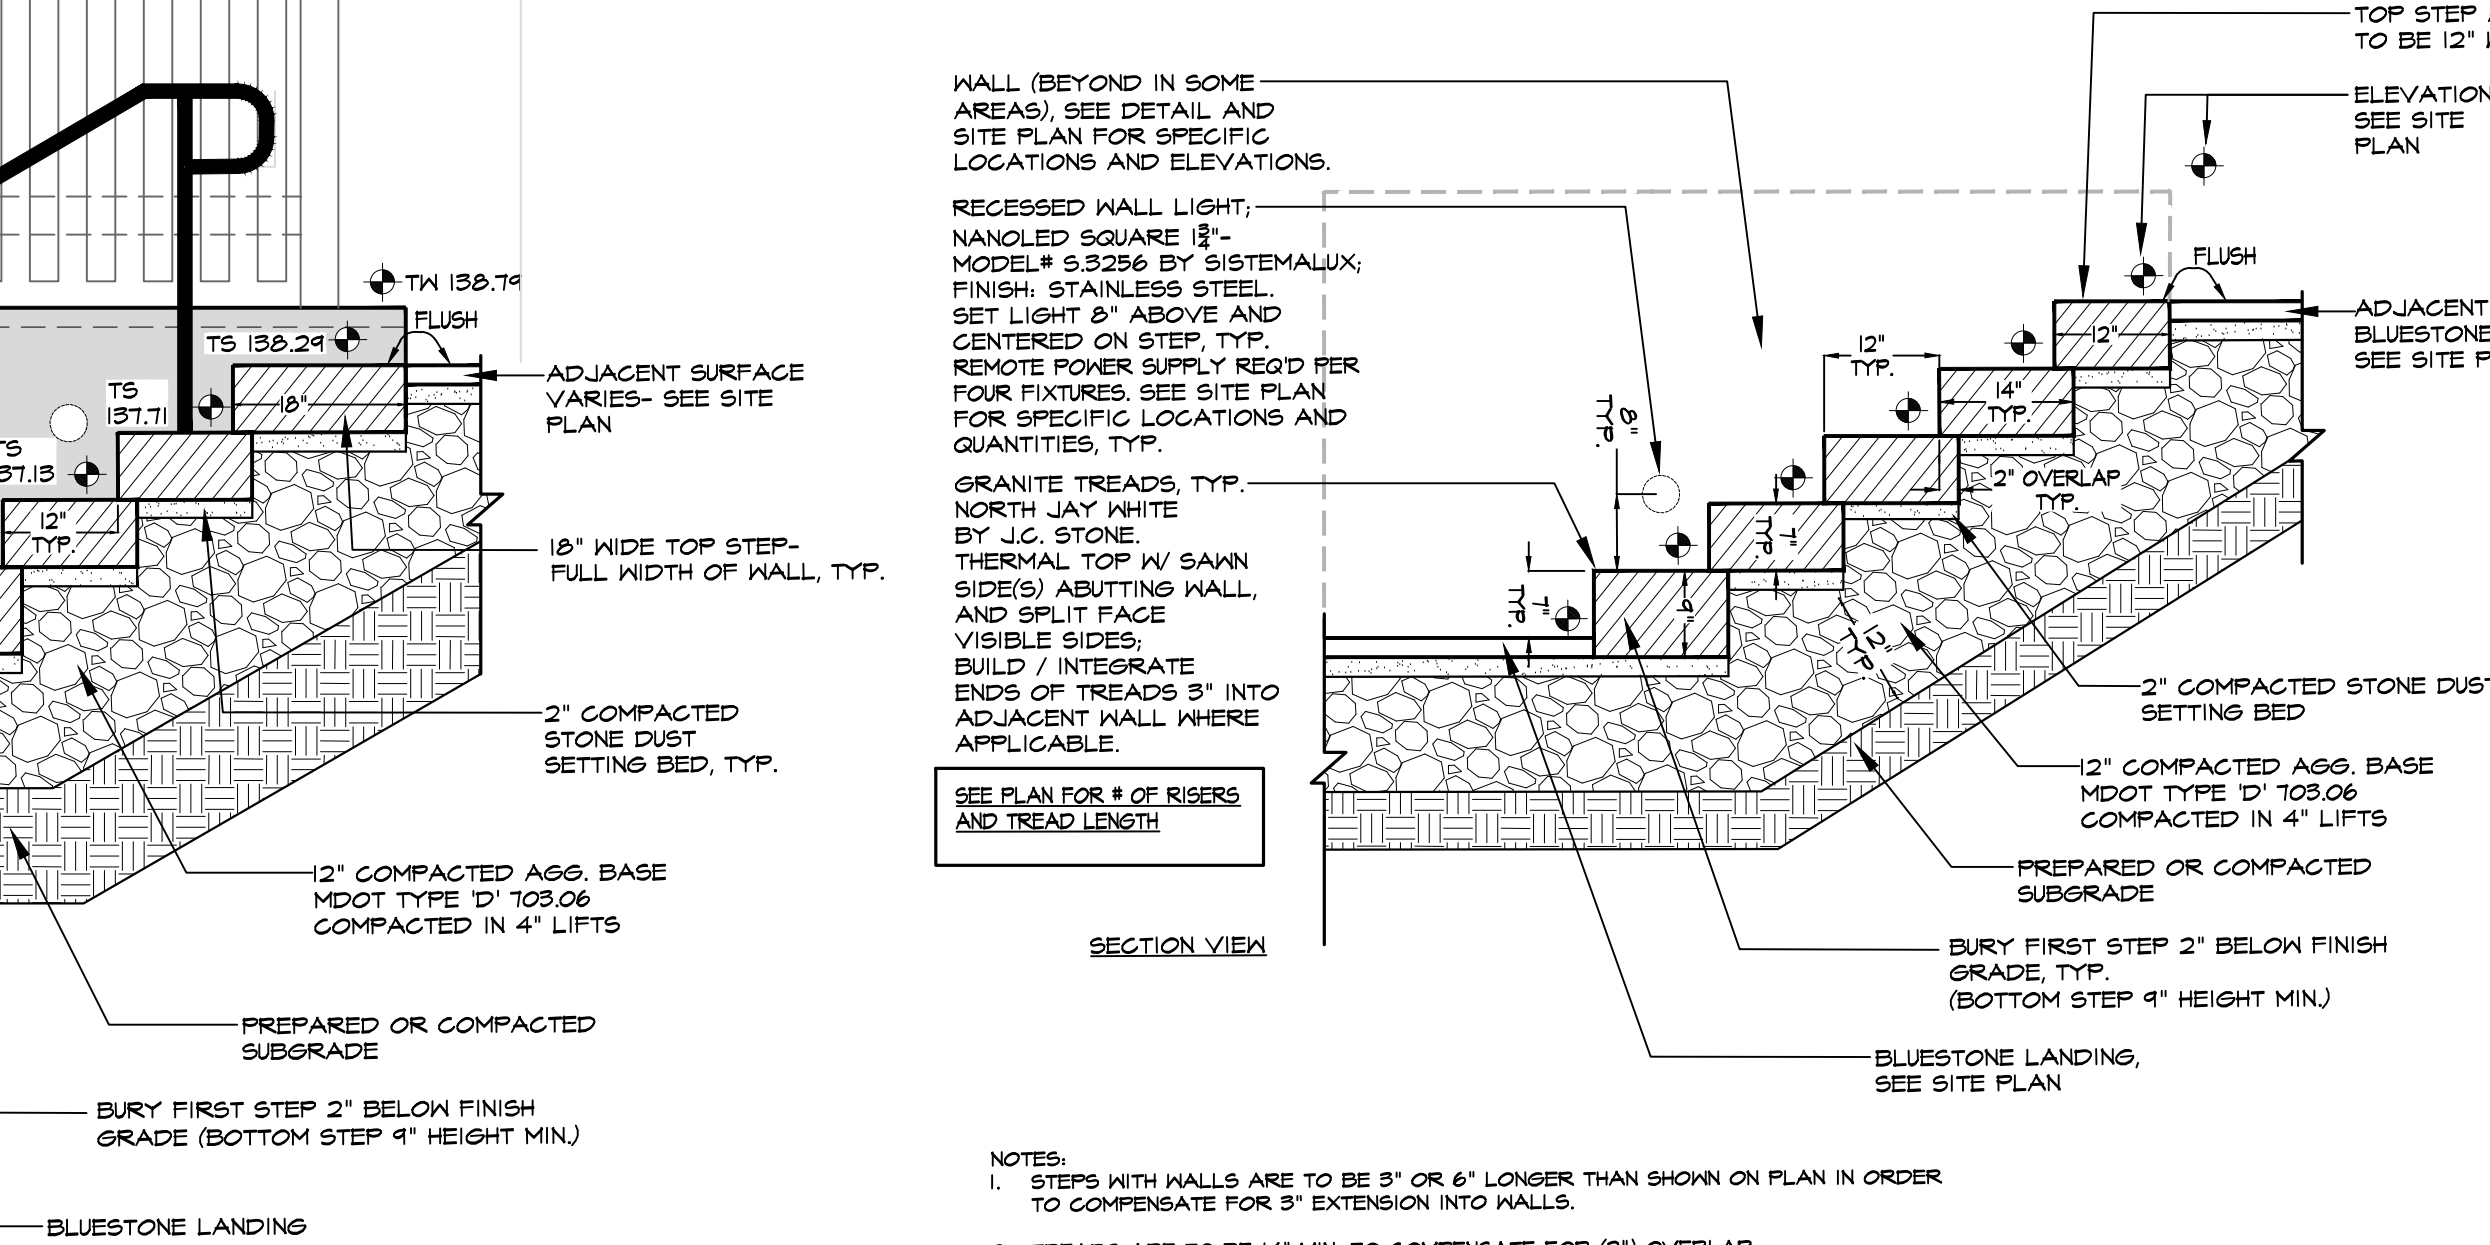 TW 138.79
FLUSH
TS 138.29
TS
137.71
37.13
18"
12"
TYP.
ADJACENT SURFACE
VARIES- SEE SITE
PLAN
18" WIDE TOP STEP-
FULL WIDTH OF WALL, TYP.
2" COMPACTED
STONE DUST
SETTING BED, TYP.
12" COMPACTED AGG. BASE
MDOT TYPE 'D' 703.06
COMPACTED IN 4" LIFTS
PREPARED OR COMPACTED
SUBGRADE
BURY FIRST STEP 2" BELOW FINISH
GRADE (BOTTOM STEP 9" HEIGHT MIN.)
BLUESTONE LANDING
WALL (BEYOND IN SOME
AREAS), SEE DETAIL AND
SITE PLAN FOR SPECIFIC
LOCATIONS AND ELEVATIONS.
RECESSED WALL LIGHT;
NANOLED SQUARE 1 3/4"-
MODEL# S.3256 BY SISTEMALUX;
FINISH: STAINLESS STEEL.
SET LIGHT 8" ABOVE AND
CENTERED ON STEP, TYP.
REMOTE POWER SUPPLY REQ'D PER
FOUR FIXTURES. SEE SITE PLAN
FOR SPECIFIC LOCATIONS AND
QUANTITIES, TYP.
GRANITE TREADS, TYP.
NORTH JAY WHITE
BY J.C. STONE.
THERMAL TOP W/ SAWN
SIDE(S) ABUTTING WALL,
AND SPLIT FACE
VISIBLE SIDES;
BUILD / INTEGRATE
ENDS OF TREADS 3" INTO
ADJACENT WALL WHERE
APPLICABLE.
SEE PLAN FOR # OF RISERS
AND TREAD LENGTH
SECTION VIEW
TOP STEP
TO BE 12"
ELEVATION
SEE SITE
PLAN
FLUSH
ADJACENT
BLUESTONE
SEE SITE
12"
12"
TYP.
14"
TYP.
8"
TYP.
2" OVERLAP
TYP.
7"
TYP.
7"
TYP.
9"
12"
TYP.
2" COMPACTED STONE DUST
SETTING BED
12" COMPACTED AGG. BASE
MDOT TYPE 'D' 703.06
COMPACTED IN 4" LIFTS
PREPARED OR COMPACTED
SUBGRADE
BURY FIRST STEP 2" BELOW FINISH
GRADE, TYP.
(BOTTOM STEP 9" HEIGHT MIN.)
BLUESTONE LANDING,
SEE SITE PLAN
NOTES:
1. STEPS WITH WALLS ARE TO BE 3" OR 6" LONGER THAN SHOWN ON PLAN IN ORDER
TO COMPENSATE FOR 3" EXTENSION INTO WALLS.